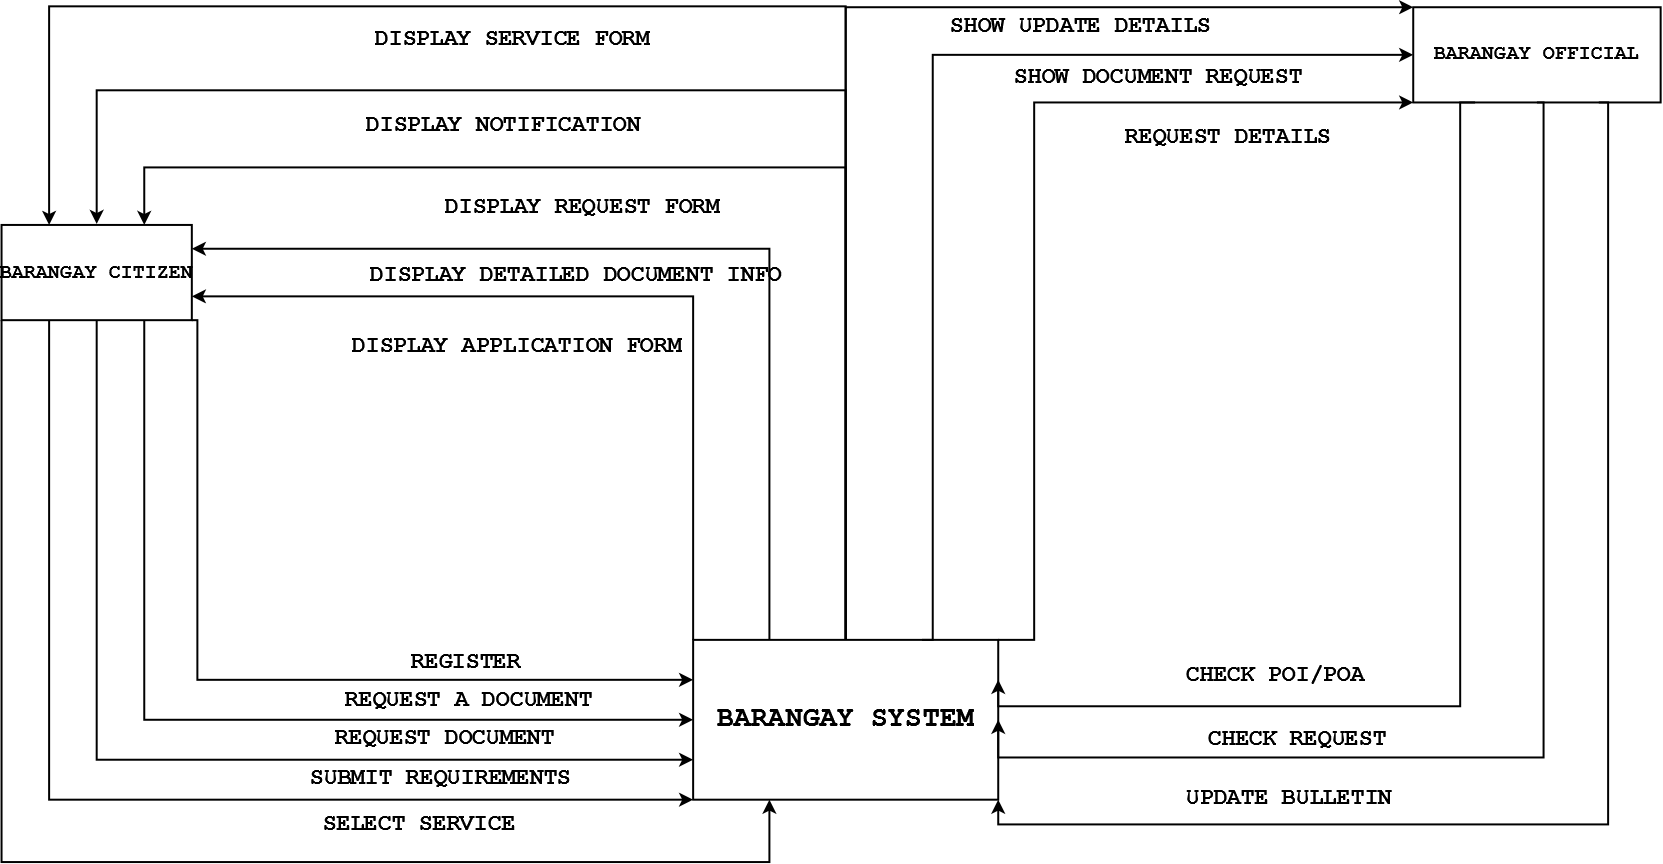 SHOW UPDATE DETAILS
DISPLAY SERVICE FORM
BARANGAY OFFICIAL
SHOW DOCUMENT REQUEST
DISPLAY NOTIFICATION
REQUEST DETAILS
DISPLAY REQUEST FORM
BARANGAY CITIZEN
DISPLAY DETAILED DOCUMENT INFO
DISPLAY APPLICATION FORM
REGISTER
CHECK POI/POA
REQUEST A DOCUMENT
BARANGAY SYSTEM
REQUEST DOCUMENT
CHECK REQUEST
SUBMIT REQUIREMENTS
UPDATE BULLETIN
SELECT SERVICE